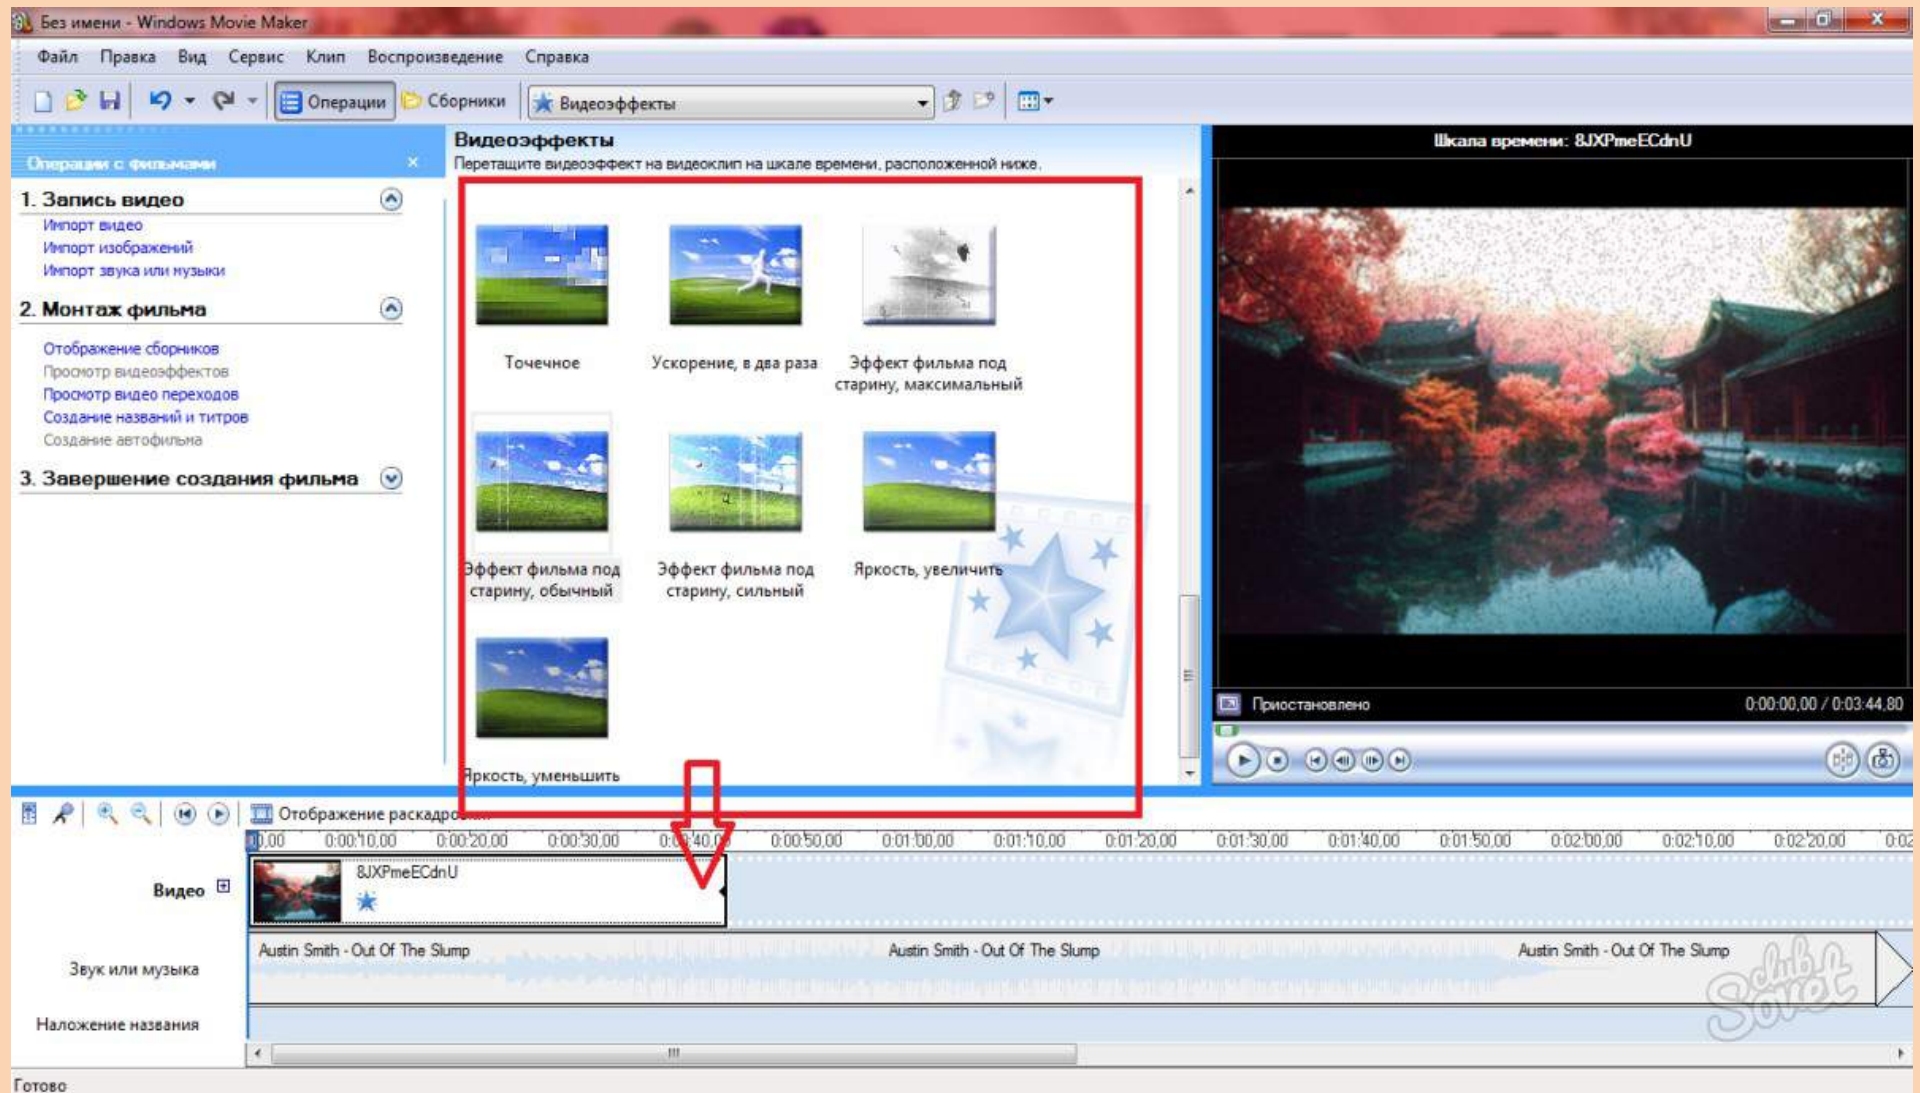 Без имени - Windows Movie Maker
Файл Правка Вид Сервис Клип Воспроизведение Справка
Операции Сборники Видеоэффекты
Операции с фильмами
1. Запись видео
Импорт видео
Импорт изображений
Импорт звука или музыки
2. Монтаж фильма
Отображение сборников
Просмотр видеоэффектов
Просмотр видео переходов
Создание названий и титров
Создание автофильма
3. Завершение создания фильма
Видеоэффекты
Перетащите видеоэффект на видеоклип на шкале времени, расположенной ниже.
Точечное
Ускорение, в два раза
Эффект фильма под
старину, максимальный
Эффект фильма под
старину, обычный
Эффект фильма под
старину, сильный
Яркость, увеличить
Яркость, уменьшить
Шкала времени: 8JXPmeECdnU
Приостановлено 0:00:00,00 / 0:03:44,80
Отображение
0:00:10,00 0:00:20,00 0:00:30,00 0:00:50,00 0:01:00,00 0:01:10,00 0:01:20,00 0:01:30,00 0:01:40,00 0:01:50,00 0:02:00,00 0:02:10,00 0:02:20,00
Видео
8JXPmeECdnU
Звук или музыка
Austin Smith - Out Of The Slump Austin Smith - Out Of The Slump Austin Smith - Out Of The Slump
Наложение названия
club
Sovet
Готово